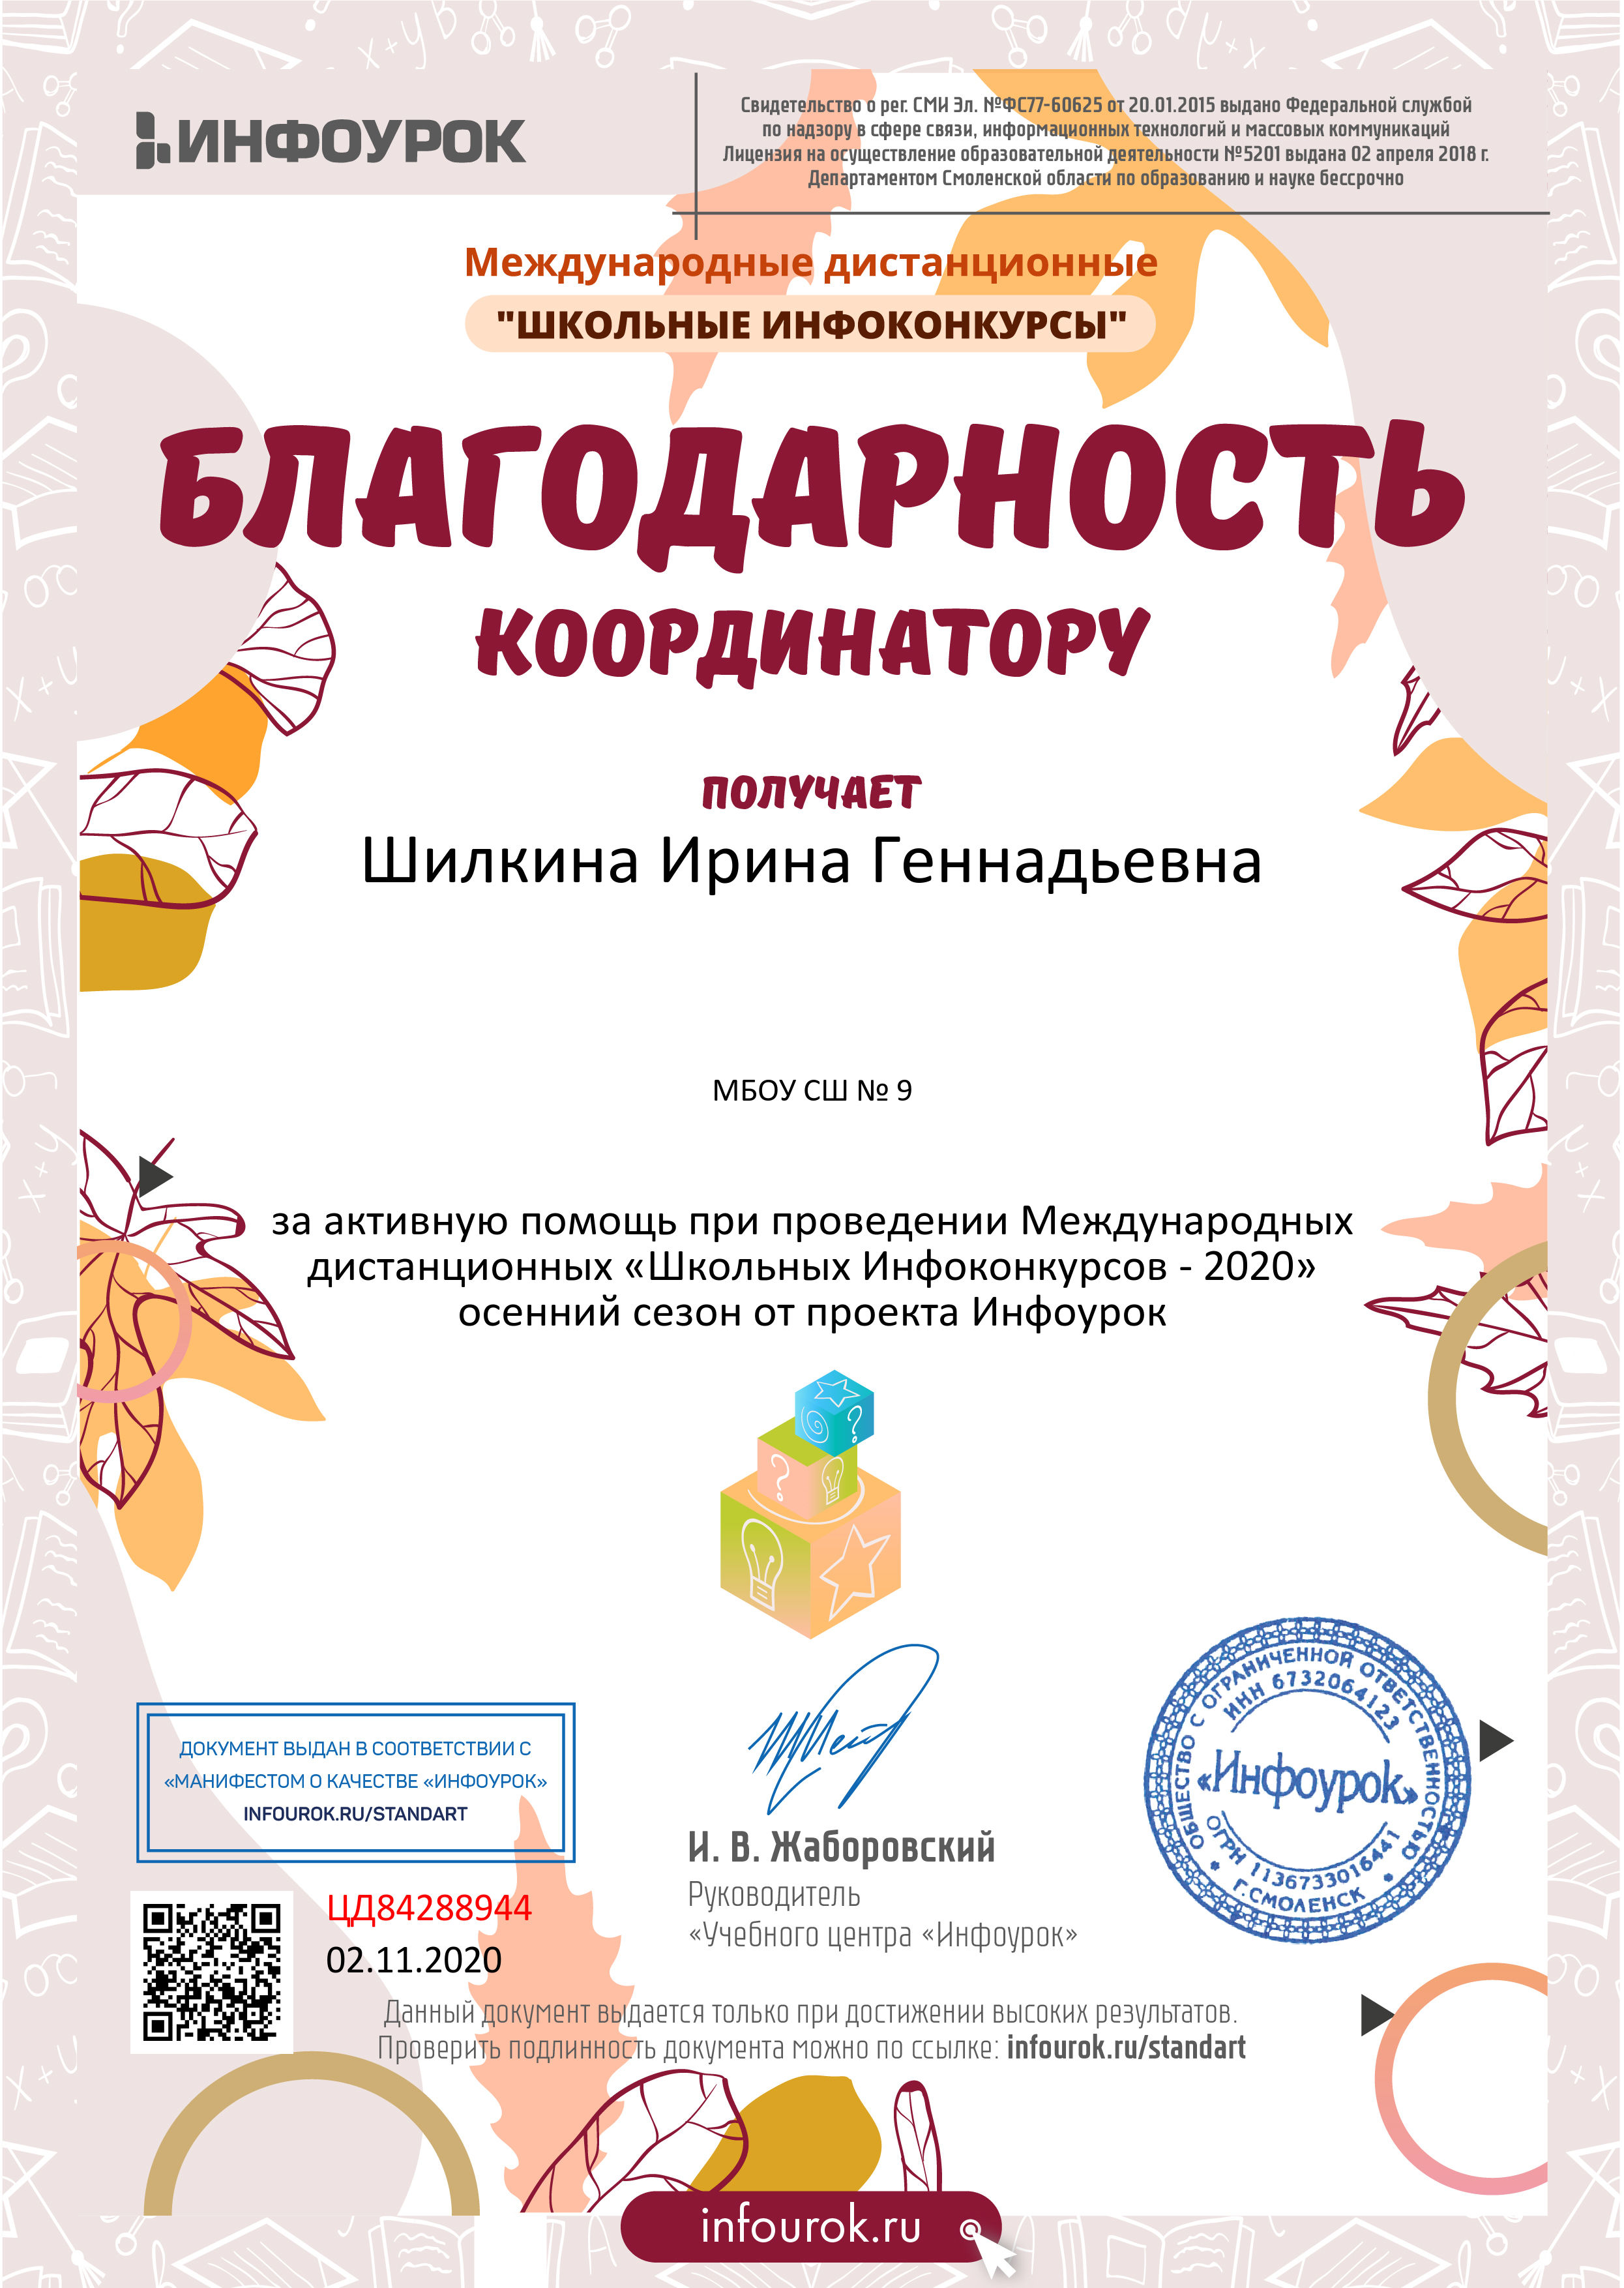 ИНФОУРОК
Свидетельство о рег. СМИ Эл. №ФС77-60625 от 20.01.2015 выдано Федеральной службой
по надзору в сфере связи, информационных технологий и массовых коммуникаций
Лицензия на осуществление образовательной деятельности №5201 выдана 02 апреля 2018 г.
Департаментом Смоленской области по образованию и науке бессрочно
Международные дистанционные
"ШКОЛЬНЫЕ ИНФОКОНКУРСЫ"
БЛАГОДАРНОСТЬ
КООРДИНАТОРУ
ПОЛУЧАЕТ
Шилкина Ирина Геннадьевна
МБОУ СШ № 9
за активную помощь при проведении Международных
дистанционных «Школьных Инфоконкурсов - 2020»
осенний сезон от проекта Инфоурок
ДОКУМЕНТ ВЫДАН В СООТВЕТСТВИИ С
«МАНИФЕСТОМ О КАЧЕСТВЕ «ИНФОУРОК»
INFOUROK.RU/STANDART
И. В. Жаборовский
Руководитель
«Учебного центра «Инфоурок»
ОБЩЕСТВО С ОГРАНИЧЕННОЙ ОТВЕТСТВЕННОСТЬЮ
ИНН 6732064123
«Инфоурок»
ОГРН 1136733016441
Г.СМОЛЕНСК
ЦД84288944
02.11.2020
Данный документ выдается только при достижении высоких результатов.
Проверить подлинность документа можно по ссылке: infourok.ru/standart
infourok.ru